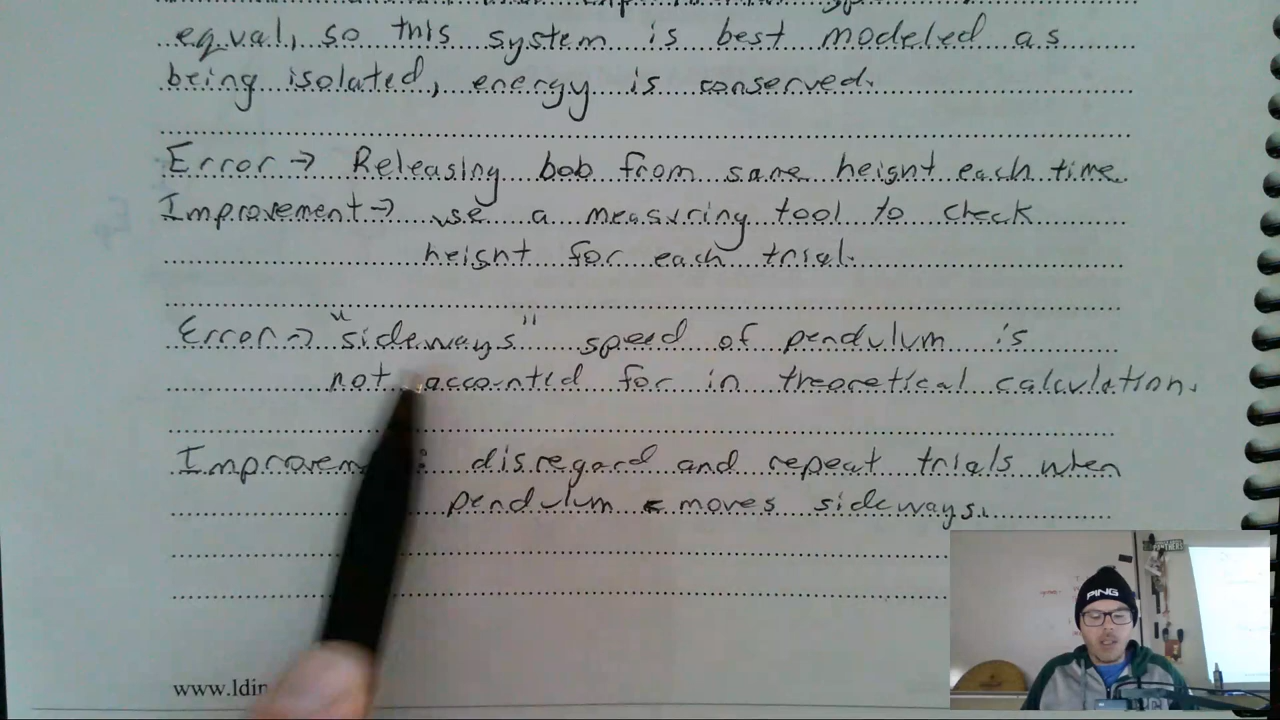 equal, so this system is best modeled as
being isolated, energy is conserved.
Error → Releasing bob from same height each time
Improvement → use a measuring tool to check
height for each trial.
Error → "sideways" speed of pendulum is
not accounted for in theoretical calculation.
disregard and repeat trials when
pendulum moves sideways.
www.ldin
PING